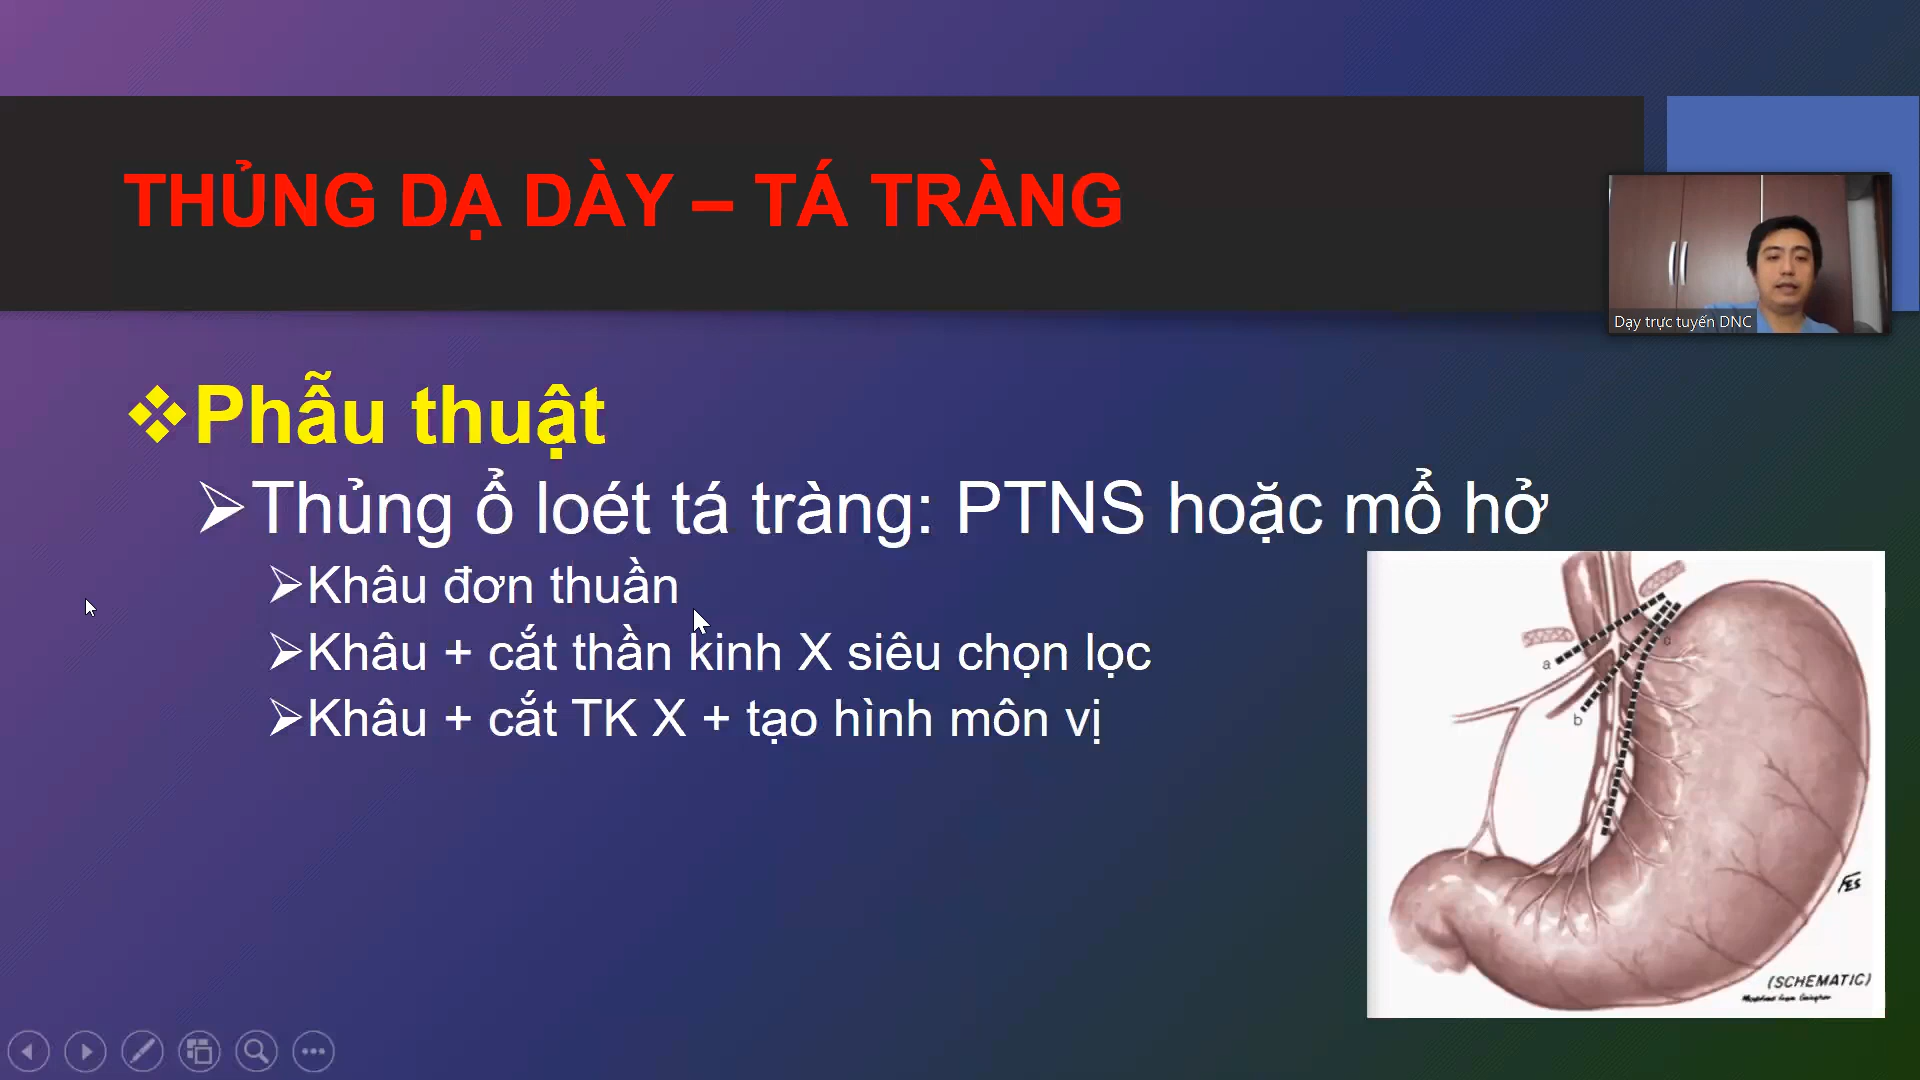 THỦNG DẠ DÀY – TÁ TRÀNG
Dạy trực tuyến DNC
Phẫu thuật
Thủng ổ loét tá tràng: PTNS hoặc mổ hở
Khâu đơn thuần
Khâu + cắt thần kinh X siêu chọn lọc
Khâu + cắt TK X + tạo hình môn vị
a
c
b
FES
(SCHEMATIC)